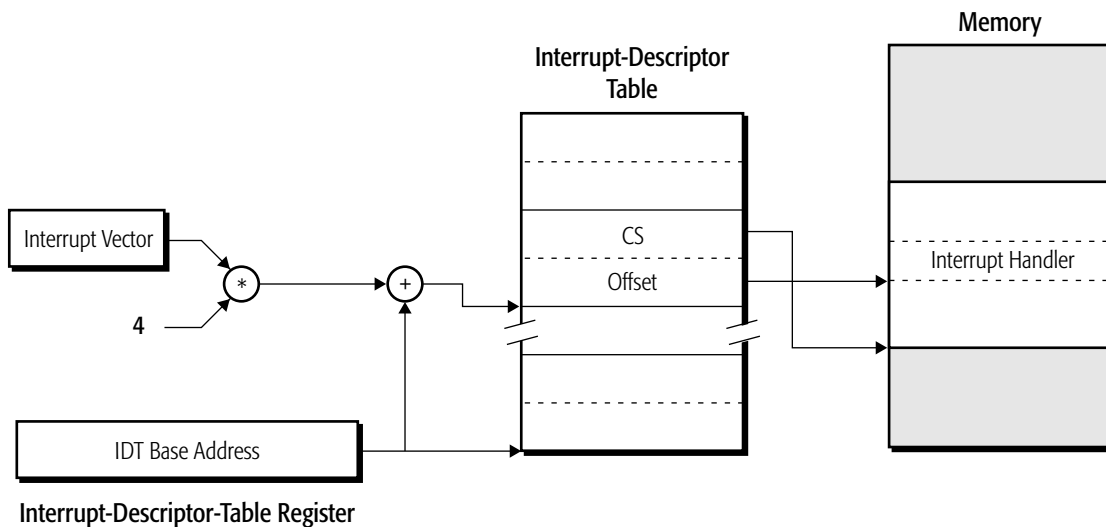 Memory
Interrupt-Descriptor
Table
Interrupt Vector
CS
*
Offset
Interrupt Handler
+
4
IDT Base Address
Interrupt-Descriptor-Table Register